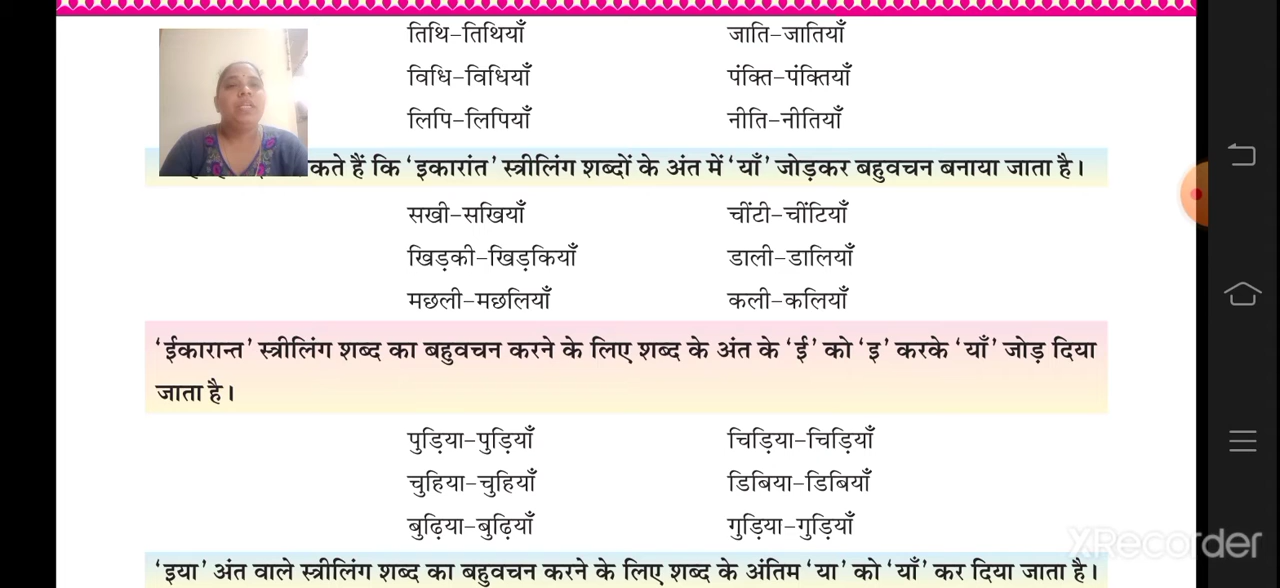 तिथि-तिथियाँ जाति-जातियाँ
विधि-विधियाँ पंक्ति-पंक्तियाँ
लिपि-लिपियाँ नीति-नीतियाँ
कते हैं कि ‘इकारांत’ स्त्रीलिंग शब्दों के अंत में ‘याँ’ जोड़कर बहुवचन बनाया जाता है।
सखी-सखियाँ चींटी-चींटियाँ
खिड़की-खिड़कियाँ डाली-डालियाँ
मछली-मछलियाँ कली-कलियाँ
‘ईकारान्त’ स्त्रीलिंग शब्द का बहुवचन करने के लिए शब्द के अंत के ‘ई’ को ‘इ’ करके ‘याँ’ जोड़ दिया
जाता है।
पुड़िया-पुड़ियाँ चिड़िया-चिड़ियाँ
चुहिया-चुहियाँ डिबिया-डिबियाँ
बुढ़िया-बुढ़ियाँ गुड़िया-गुड़ियाँ
XRecorder
‘इया’ अंत वाले स्त्रीलिंग शब्द का बहुवचन करने के लिए शब्द के अंतिम ‘या’ को ‘याँ’ कर दिया जाता है।